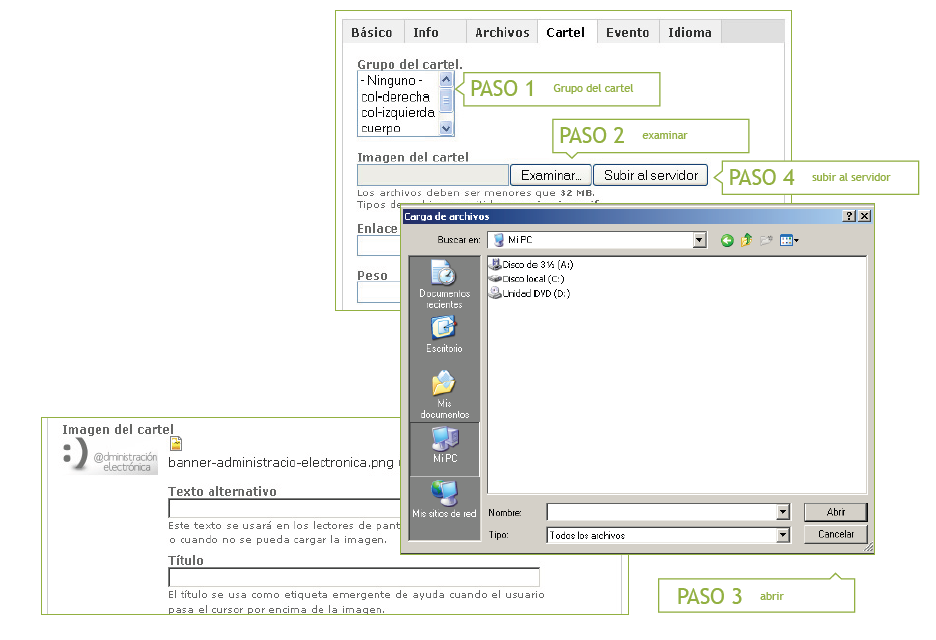 Básico Info Archivos Cartel Evento Idioma
Grupo del cartel.
- Ninguno -
col-derecha
col-izquierda
cuerpo
PASO 1 Grupo del cartel
PASO 2 examinar
Imagen del cartel
Examinar... Subir al servidor
PASO 4 subir al servidor
Los archivos deben ser menores que 32 MB.
Tipos de
Enlace
Peso
Carga de archivos
Buscar en: Mi PC
Disco de 3½ (A:)
Disco local (C:)
Unidad DVD (D:)
Documentos
recientes
Escritorio
Mis
documentos
Mi PC
Mis sitios de red
Nombre: Abrir
Tipo: Todos los archivos Cancelar
PASO 3 abrir
Imagen del cartel
:) @dministración
electrónica
banner-administracio-electronica.png
Texto alternativo
Este texto se usará en los lectores de pant
o cuando no se pueda cargar la imagen.
Título
El título se usa como etiqueta emergente de ayuda cuando el usuario
pasa el cursor por encima de la imagen.